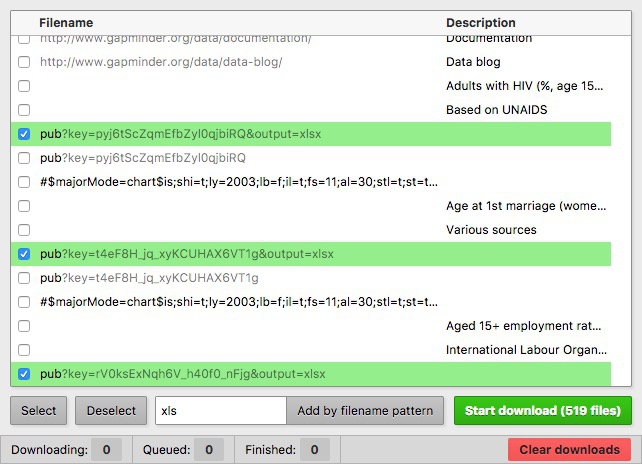 Filename Description
http://www.gapminder.org/data/documentation/ Documentation
http://www.gapminder.org/data/data-blog/ Data blog
Adults with HIV (%, age 15...
Based on UNAIDS
pub?key=pyj6tScZqmEfbZyl0qjbiRQ&output=xlsx
pub?key=pyj6tScZqmEfbZyl0qjbiRQ
#$majorMode=chart$is;shi=t;ly=2003;lb=f;il=t;fs=11;al=30;stl=t;st=t...
Age at 1st marriage (wome...
Various sources
pub?key=t4eF8H_jq_xyKCUHAX6VT1g&output=xlsx
pub?key=t4eF8H_jq_xyKCUHAX6VT1g
#$majorMode=chart$is;shi=t;ly=2003;lb=f;il=t;fs=11;al=30;stl=t;st=t...
Aged 15+ employment rat...
International Labour Organ...
pub?key=rV0ksExNqh6V_h40f0_nFjg&output=xlsx
Select Deselect xls Add by filename pattern Start download (519 files)
Downloading: 0 Queued: 0 Finished: 0 Clear downloads